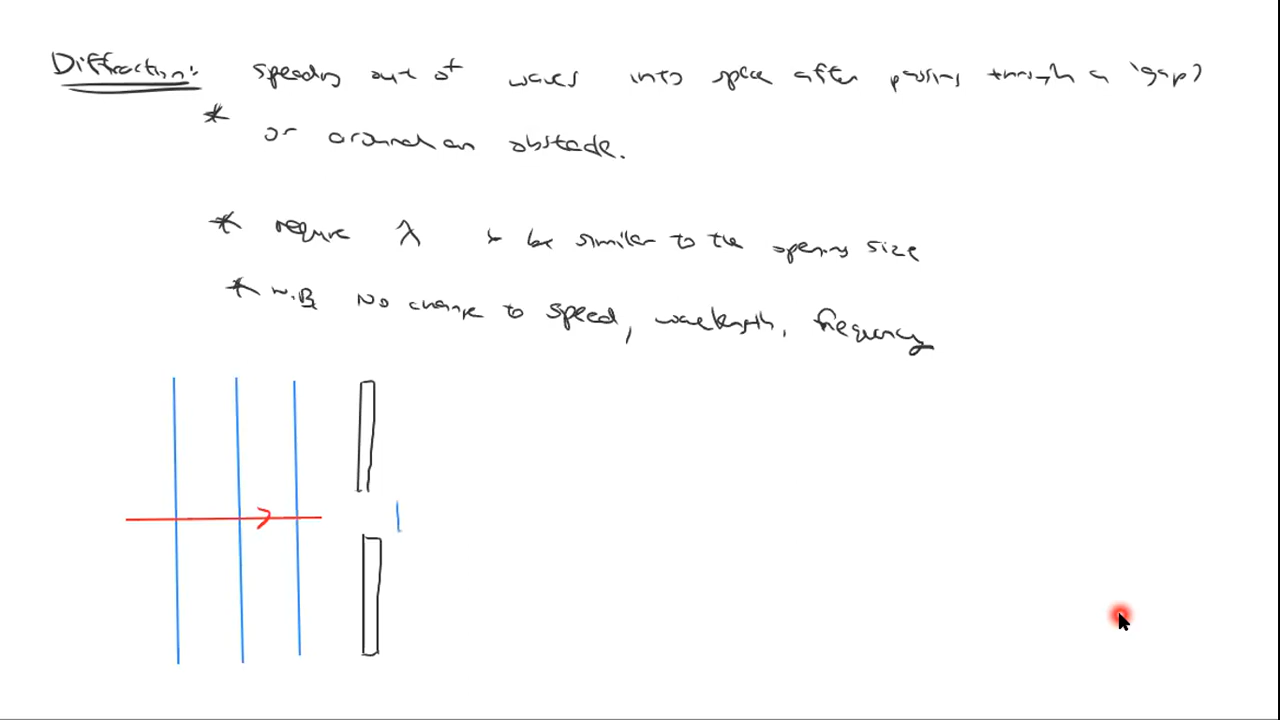 Diffraction: speading out of waves into space after passing through a 'gap'
* or around an obstacle.
* require λ to be similar to the opening size
* N.B. No change to speed, wavelength, frequency